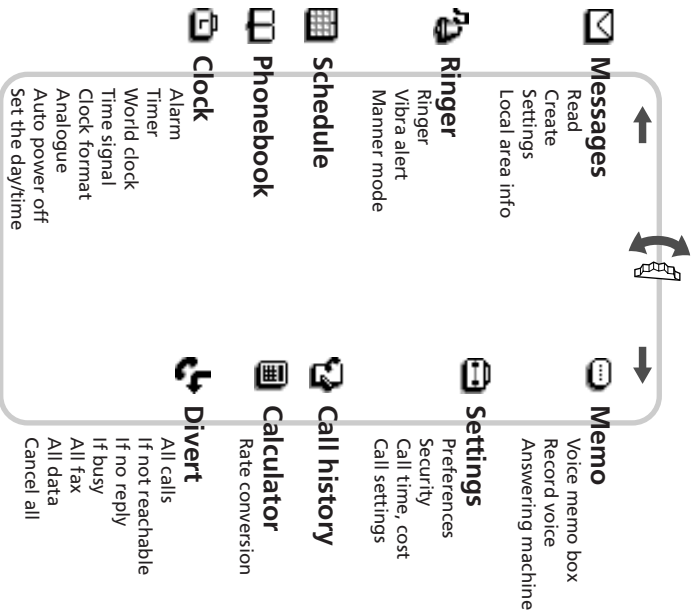 Messages
Read
Create
Settings
Local area info
Ringer
Ringer
Vibra alert
Manner mode
Schedule
Phonebook
Clock
Alarm
Timer
World clock
Time signal
Clock format
Analogue
Auto power off
Set the day/time
Memo
Voice memo box
Record voice
Answering machine
Settings
Preferences
Security
Call time, cost
Call settings
Call history
Calculator
Rate conversion
Divert
All calls
If not reachable
If no reply
If busy
All fax
All data
Cancel all